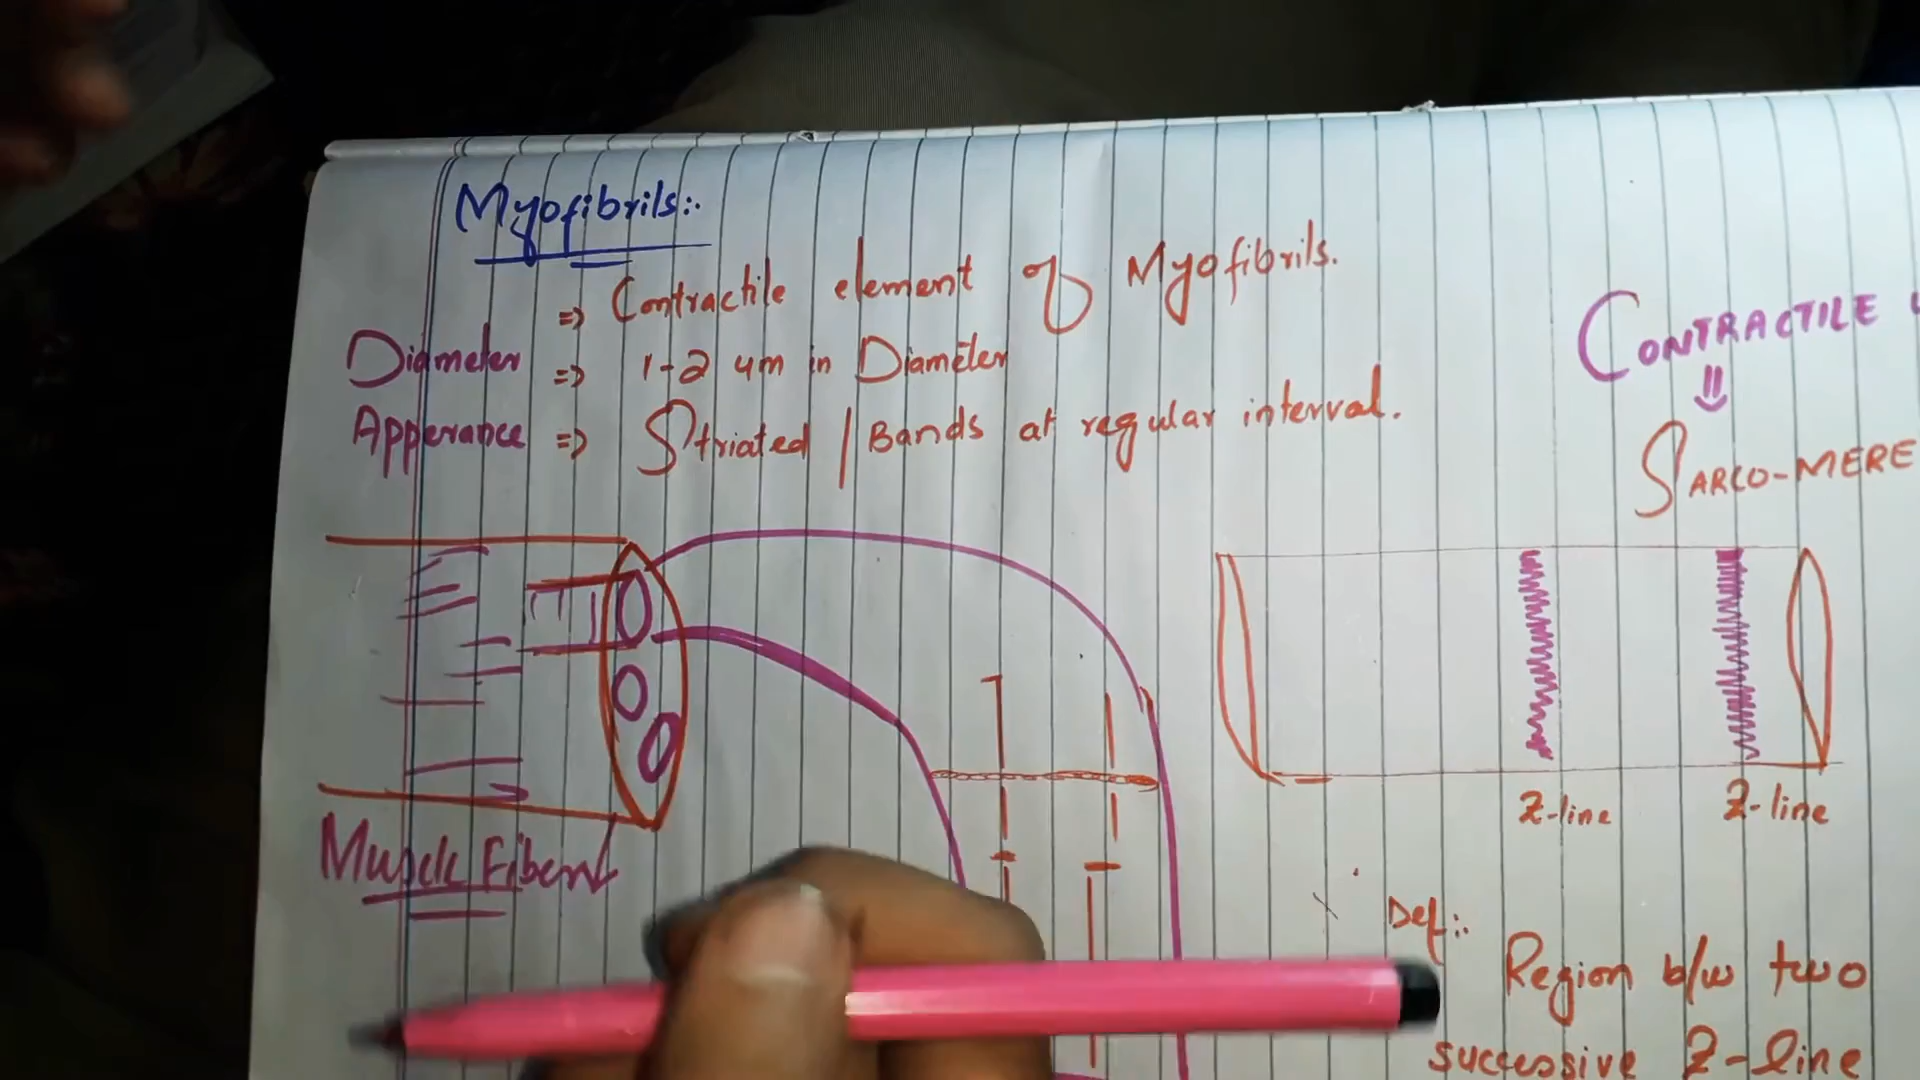 Myofibrils:-
=> Contractile element of Myofibrils.
Diameter => 1-2 um in Diameter
Apperance => Striated / Bands at regular interval.
Muscle Fiber
CONTRACTILE
⇓
SARCO-MERE
Z-line Z-line
Def:-
Region b/w two
successive Z-line